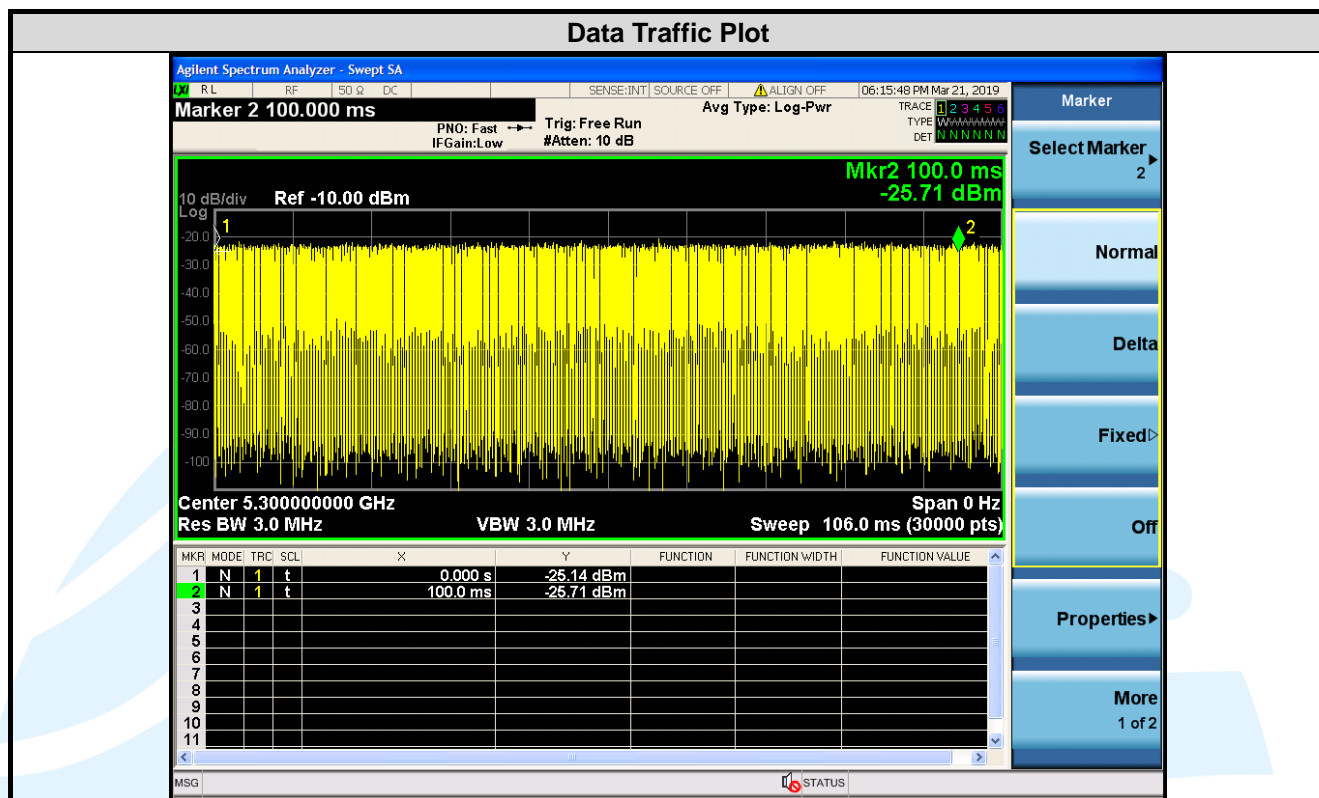 Data Traffic Plot
Agilent Spectrum Analyzer - Swept SA
LXI RL RF 50 Ω DC SENSE:INT SOURCE OFF ALIGN OFF 06:15:48 PM Mar 21, 2019
Marker 2 100.000 ms
PNO: Fast
IFGain:Low
Trig: Free Run
#Atten: 10 dB
Avg Type: Log-Pwr
TRACE 1 2 3 4 5 6
TYPE W
DET N N N N N N
Mkr2 100.0 ms
-25.71 dBm
10 dB/div Ref -10.00 dBm
Log
1
2
-20.0
-30.0
-40.0
-50.0
-60.0
-70.0
-80.0
-90.0
-100
Center 5.300000000 GHz Span 0 Hz
Res BW 3.0 MHz VBW 3.0 MHz Sweep 106.0 ms (30000 pts)
MKR MODE TRC SCL X Y FUNCTION FUNCTION WIDTH FUNCTION VALUE
1 N 1 t 0.000 s -25.14 dBm
2 N 1 t 100.0 ms -25.71 dBm
3
4
5
6
7
8
9
10
11
MSG STATUS
Marker
Select Marker
2
Normal
Delta
Fixed
Off
Properties
More
1 of 2